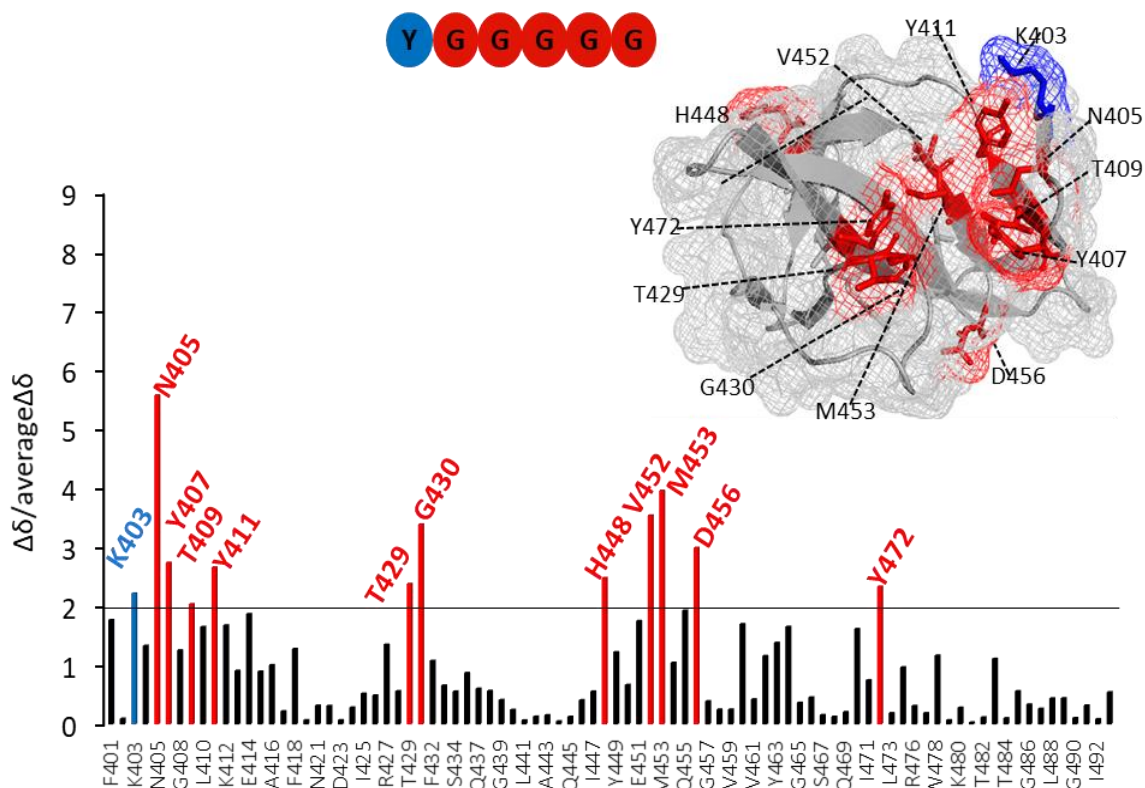 Y G G G G G
Y411
K403
V452
H448
N405
T409
Y472
Y407
T429
D456
G430
M453
Δδ/averageΔδ
9
8
7
6
5
4
3
2
1
0
K403
N405
Y407
T409
Y411
T429
G430
H448
V452
M453
D456
Y472
F401
K403
N405
G408
L410
K412
E414
A416
F418
N421
D423
I425
R427
T429
F432
S434
Q437
G439
L441
A443
Q445
I447
Y449
E451
M453
Q455
G457
V459
V461
Y463
G465
S467
Q469
I471
L473
R476
W478
K480
T482
T484
G486
L488
G490
I492